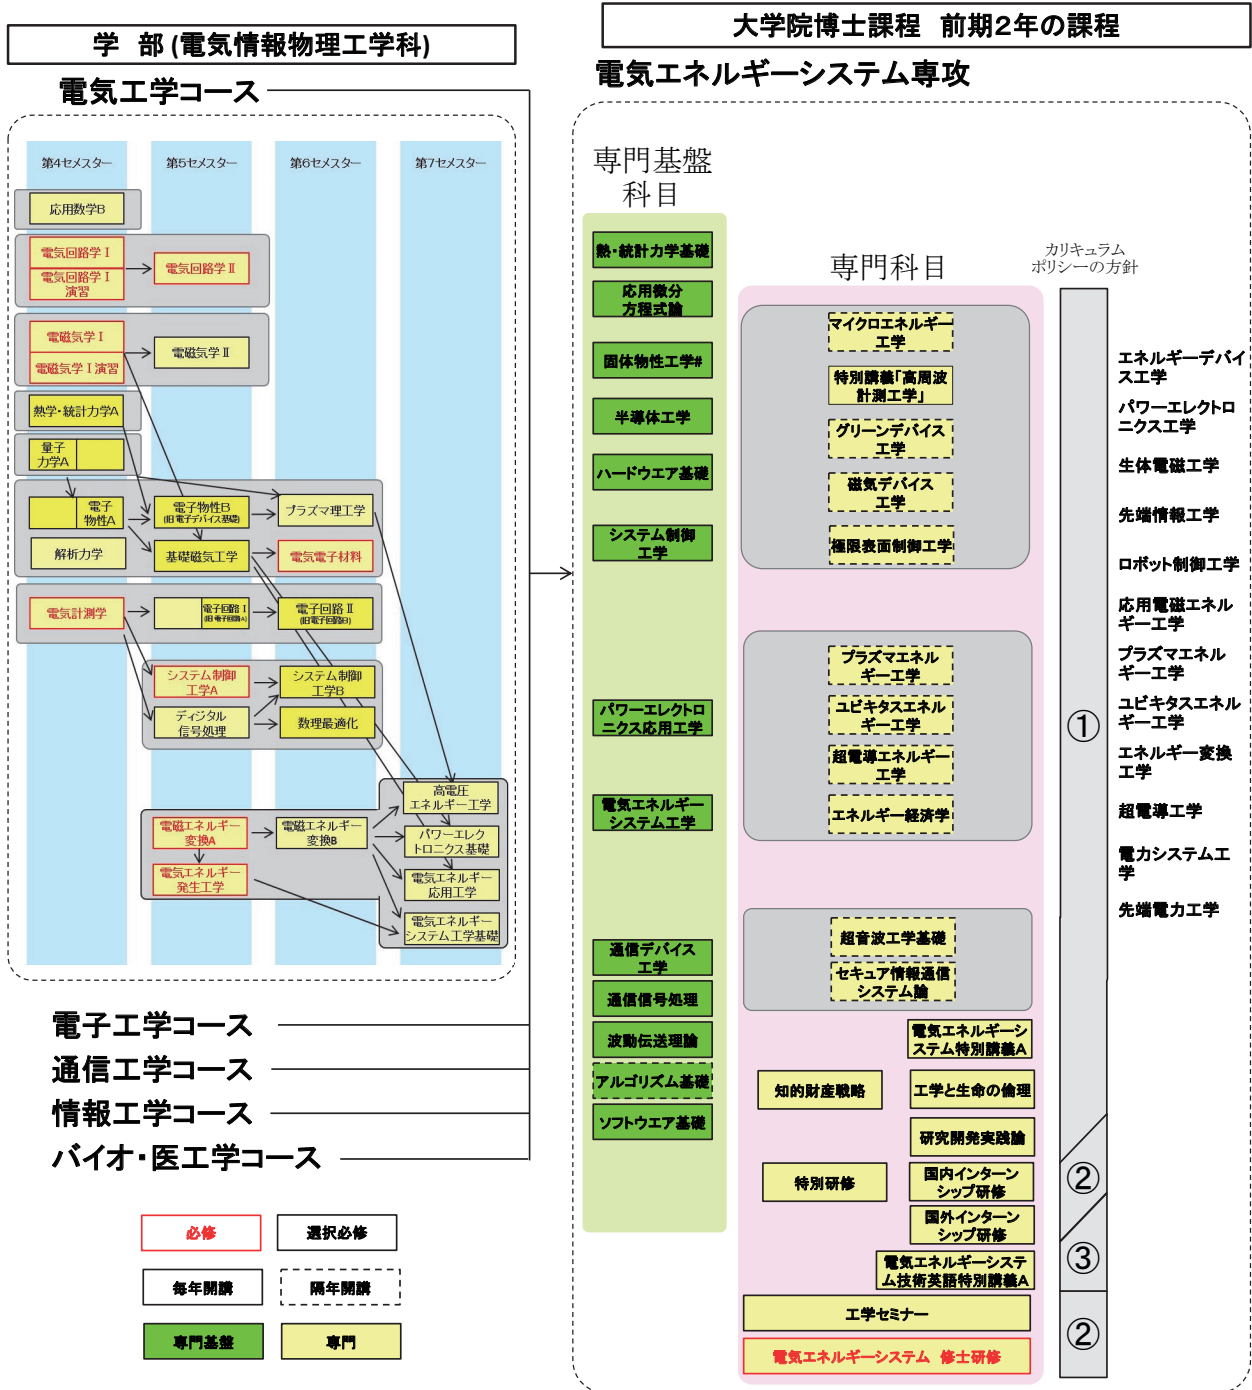 学 部 (電気情報物理工学科)
電気工学コース
第4セメスター
第5セメスター
第6セメスター
第7セメスター
応用数学B
電気回路学Ⅰ
電気回路学Ⅰ
演習
電気回路学Ⅱ
電磁気学Ⅰ
電磁気学Ⅰ演習
電磁気学Ⅱ
熱学・統計力学A
量子
力学A
電子
物性A
電子物性B
(旧電子デバイス基礎)
プラズマ理工学
解析力学
基礎磁気工学
電気電子材料
電気計測学
電子回路Ⅰ
(旧電子回路A)
電子回路Ⅱ
(旧電子回路B)
システム制御
工学A
システム制御
工学B
ディジタル
信号処理
数理最適化
高電圧
エネルギー工学
電磁エネルギー
変換A
電磁エネルギー
変換B
パワーエレク
トロニクス基礎
電気エネルギー
発生工学
電気エネルギー
応用工学
電気エネルギー
システム工学基礎
電子工学コース
通信工学コース
情報工学コース
バイオ・医工学コース
必修
選択必修
毎年開講
隔年開講
専門基盤
専門
大学院博士課程 前期2年の課程
電気エネルギーシステム専攻
専門基盤
科目
熱・統計力学基礎
応用微分
方程式論
固体物性工学#
半導体工学
ハードウエア基礎
システム制御
工学
パワーエレクトロ
ニクス応用工学
電気エネルギー
システム工学
通信デバイス
工学
通信信号処理
波動伝送理論
アルゴリズム基礎
ソフトウエア基礎
専門科目
マイクロエネルギー
工学
特別講義「高周波
計測工学」
グリーンデバイス
工学
磁気デバイス
工学
極限表面制御工学
プラズマエネル
ギー工学
ユビキタスエネル
ギー工学
超電導エネルギー
工学
エネルギー経済学
超音波工学基礎
セキュア情報通信
システム論
電気エネルギーシ
ステム特別講義A
知的財産戦略
工学と生命の倫理
研究開発実践論
特別研修
国内インターン
シップ研修
国外インターン
シップ研修
電気エネルギーシステ
ム技術英語特別講義A
工学セミナー
電気エネルギーシステム 修士研修
カリキュラム
ポリシーの方針
①
②
③
②
エネルギーデバイ
ス工学
パワーエレクトロ
ニクス工学
生体電磁工学
先端情報工学
ロボット制御工学
応用電磁エネル
ギー工学
プラズマエネル
ギー工学
ユビキタスエネル
ギー工学
エネルギー変換
工学
超電導工学
電力システム工
学
先端電力工学